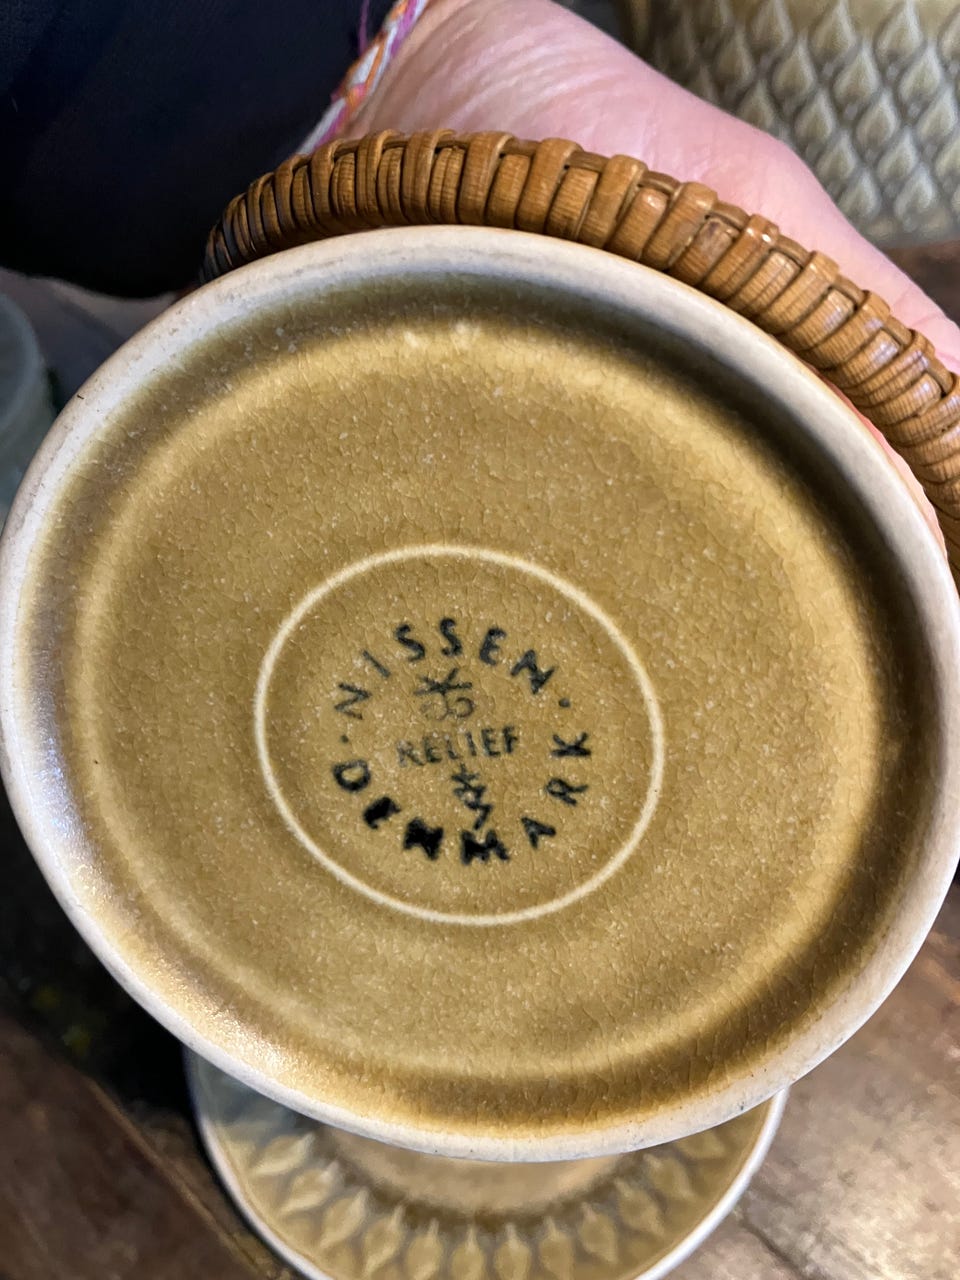 NISSEN.
RELIEF
DENMARK.